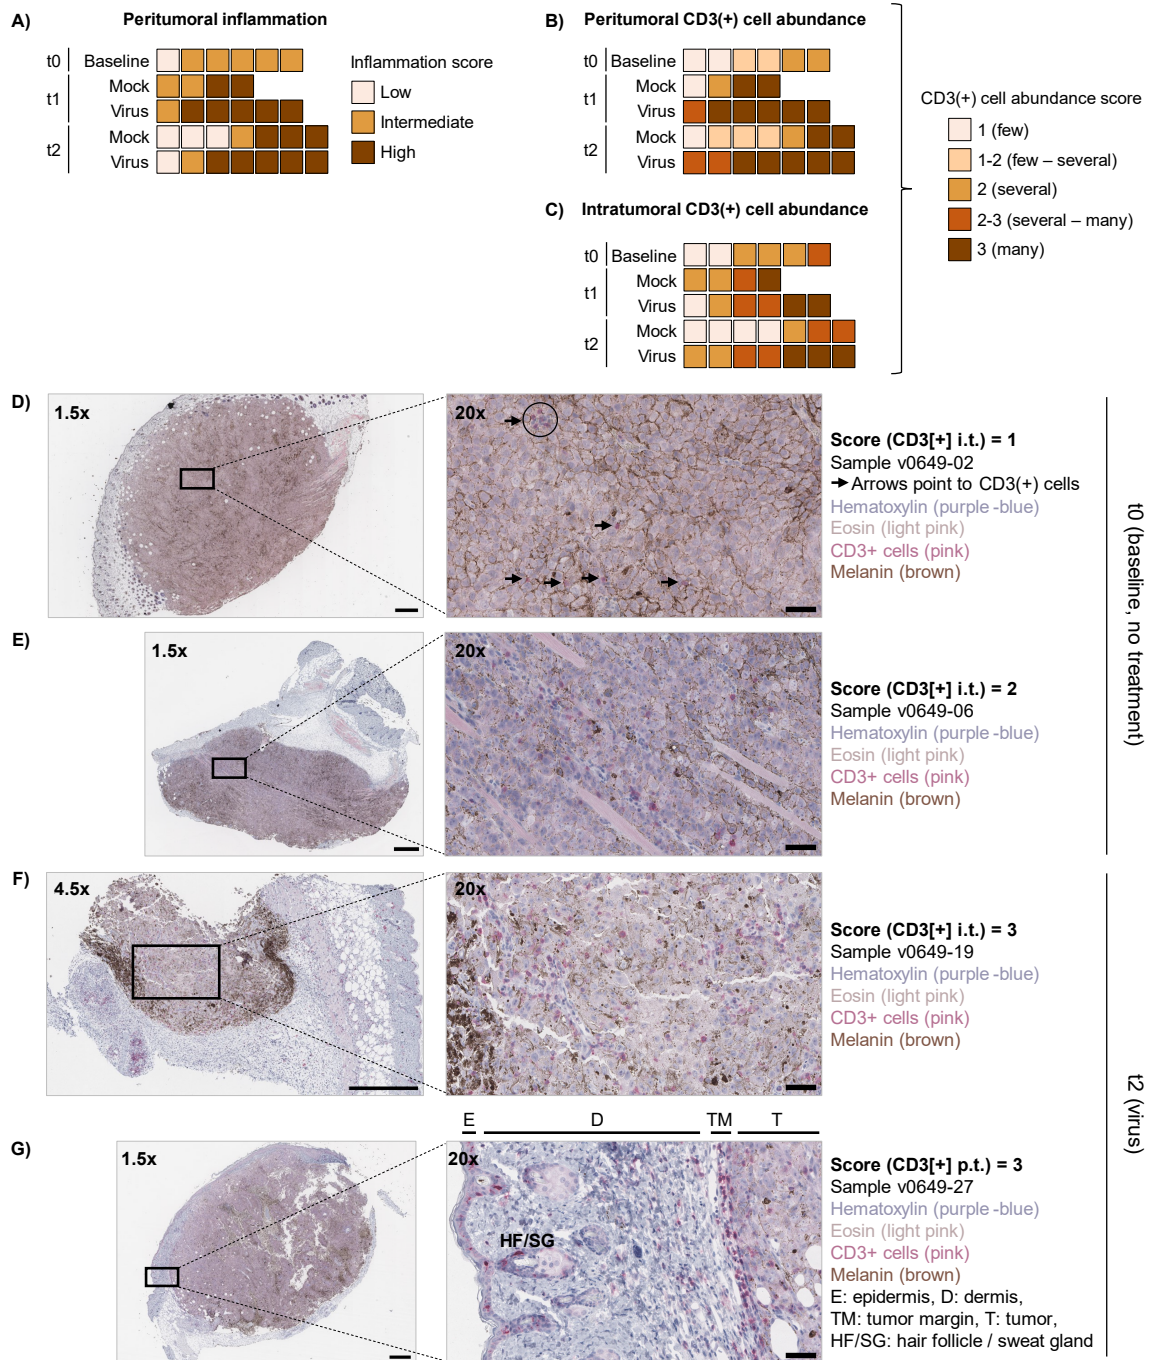 A) Peritumoral inflammation
t0 Baseline
t1 Mock
Virus
t2 Mock
Virus
Inflammation score
Low
Intermediate
High
B) Peritumoral CD3(+) cell abundance
t0 Baseline
t1 Mock
Virus
t2 Mock
Virus
C) Intratumoral CD3(+) cell abundance
t0 Baseline
t1 Mock
Virus
t2 Mock
Virus
CD3(+) cell abundance score
1 (few)
1-2 (few – several)
2 (several)
2-3 (several – many)
3 (many)
D)
1.5x
20x
Score (CD3[+] i.t.) = 1
Sample v0649-02
Arrows point to CD3(+) cells
Hematoxylin (purple-blue)
Eosin (light pink)
CD3+ cells (pink)
Melanin (brown)
E)
1.5x
20x
Score (CD3[+] i.t.) = 2
Sample v0649-06
Hematoxylin (purple-blue)
Eosin (light pink)
CD3+ cells (pink)
Melanin (brown)
t0 (baseline, no treatment)
F)
4.5x
20x
Score (CD3[+] i.t.) = 3
Sample v0649-19
Hematoxylin (purple-blue)
Eosin (light pink)
CD3+ cells (pink)
Melanin (brown)
G)
1.5x
E D TM T
20x
HF/SG
Score (CD3[+] p.t.) = 3
Sample v0649-27
Hematoxylin (purple-blue)
Eosin (light pink)
CD3+ cells (pink)
Melanin (brown)
E: epidermis, D: dermis,
TM: tumor margin, T: tumor,
HF/SG: hair follicle / sweat gland
t2 (virus)